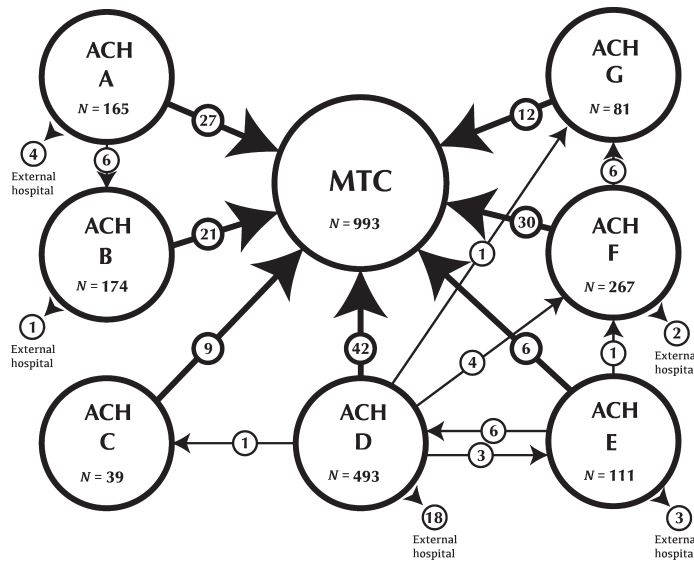 ACH
A
N = 165
27
4
External
hospital
6
ACH
B
N = 174
21
1
External
hospital
MTC
N = 993
ACH
G
N = 81
12
6
1
30
ACH
F
N = 267
2
External
hospita
9
42
4
6
1
ACH
C
N = 39
1
ACH
D
N = 493
6
3
ACH
E
N = 111
18
External
hospital
3
External
hospita